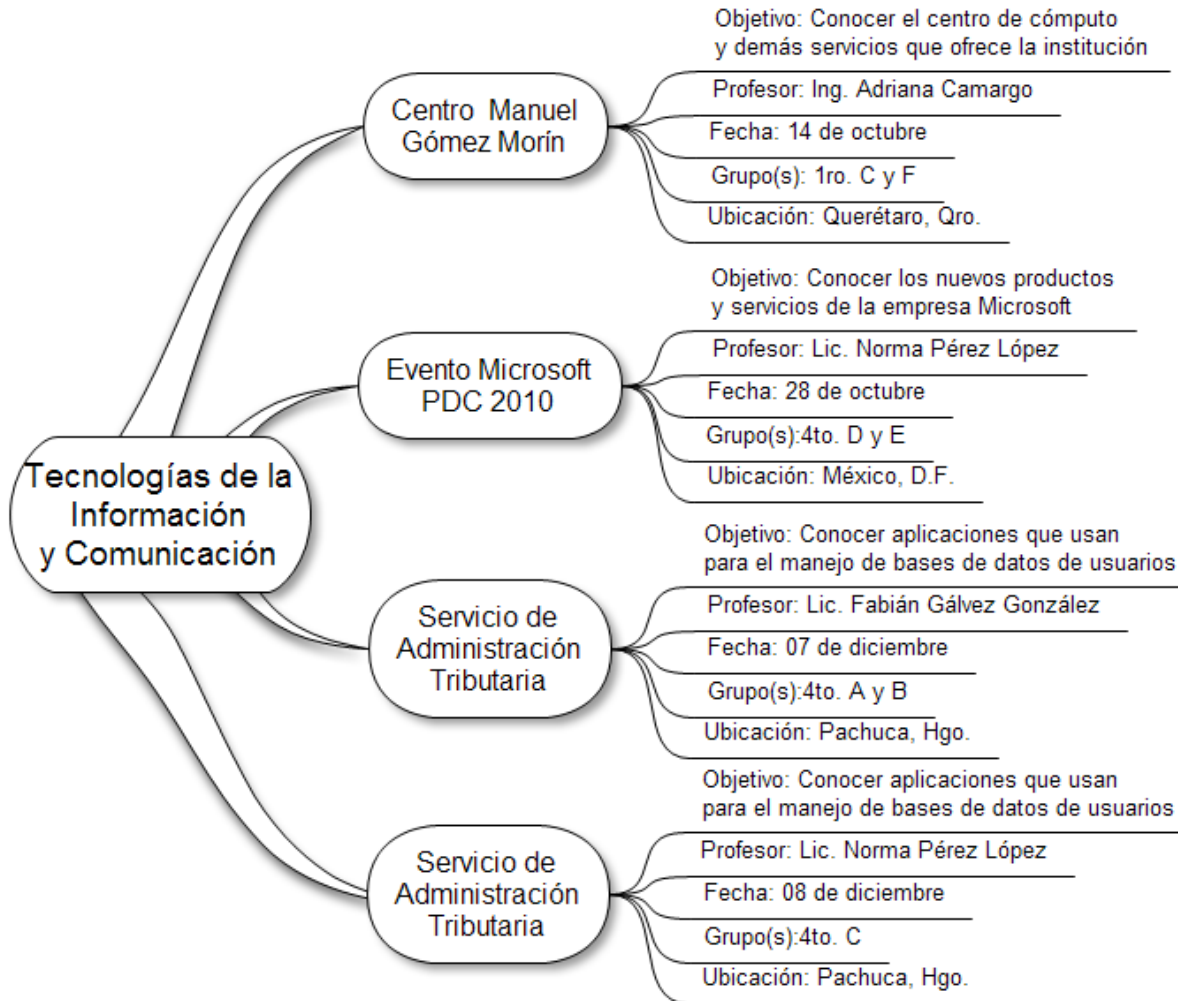 Tecnologías de la
Información
y Comunicación
Centro Manuel
Gómez Morín
Objetivo: Conocer el centro de cómputo
y demás servicios que ofrece la institución
Profesor: Ing. Adriana Camargo
Fecha: 14 de octubre
Grupo(s): 1ro. C y F
Ubicación: Querétaro, Qro.
Evento Microsoft
PDC 2010
Objetivo: Conocer los nuevos productos
y servicios de la empresa Microsoft
Profesor: Lic. Norma Pérez López
Fecha: 28 de octubre
Grupo(s):4to. D y E
Ubicación: México, D.F.
Servicio de
Administración
Tributaria
Objetivo: Conocer aplicaciones que usan
para el manejo de bases de datos de usuarios
Profesor: Lic. Fabián Gálvez González
Fecha: 07 de diciembre
Grupo(s):4to. A y B
Ubicación: Pachuca, Hgo.
Servicio de
Administración
Tributaria
Objetivo: Conocer aplicaciones que usan
para el manejo de bases de datos de usuarios
Profesor: Lic. Norma Pérez López
Fecha: 08 de diciembre
Grupo(s):4to. C
Ubicación: Pachuca, Hgo.